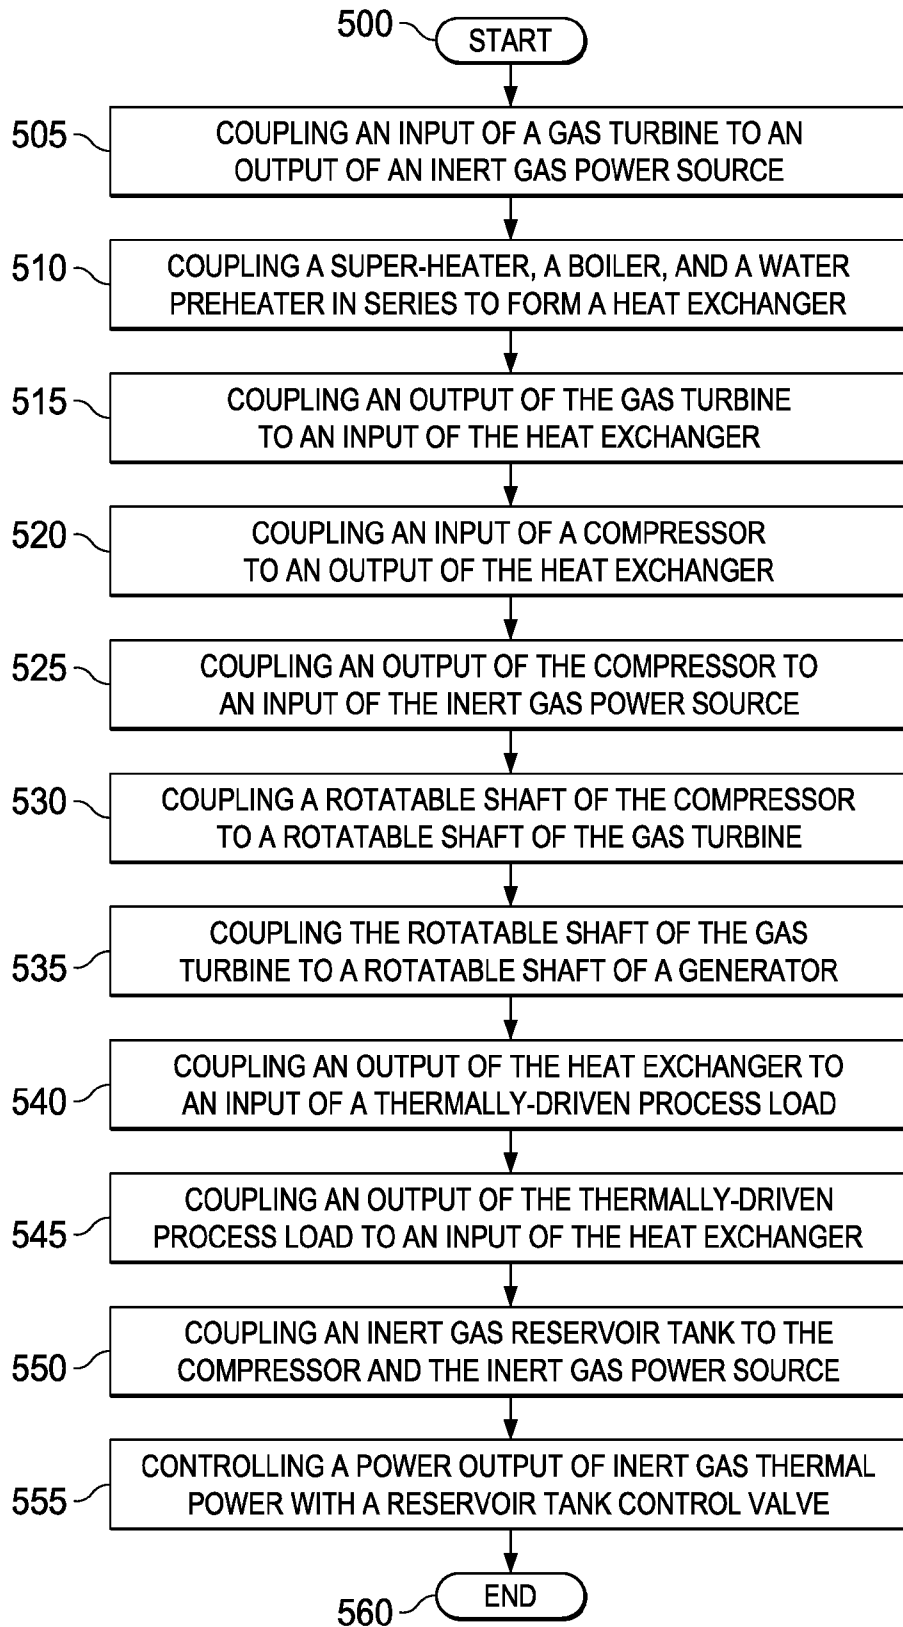 500 START
505 COUPLING AN INPUT OF A GAS TURBINE TO AN
OUTPUT OF AN INERT GAS POWER SOURCE
510 COUPLING A SUPER-HEATER, A BOILER, AND A WATER
PREHEATER IN SERIES TO FORM A HEAT EXCHANGER
515 COUPLING AN OUTPUT OF THE GAS TURBINE
TO AN INPUT OF THE HEAT EXCHANGER
520 COUPLING AN INPUT OF A COMPRESSOR
TO AN OUTPUT OF THE HEAT EXCHANGER
525 COUPLING AN OUTPUT OF THE COMPRESSOR TO
AN INPUT OF THE INERT GAS POWER SOURCE
530 COUPLING A ROTATABLE SHAFT OF THE COMPRESSOR
TO A ROTATABLE SHAFT OF THE GAS TURBINE
535 COUPLING THE ROTATABLE SHAFT OF THE GAS
TURBINE TO A ROTATABLE SHAFT OF A GENERATOR
540 COUPLING AN OUTPUT OF THE HEAT EXCHANGER TO
AN INPUT OF A THERMALLY-DRIVEN PROCESS LOAD
545 COUPLING AN OUTPUT OF THE THERMALLY-DRIVEN
PROCESS LOAD TO AN INPUT OF THE HEAT EXCHANGER
550 COUPLING AN INERT GAS RESERVOIR TANK TO THE
COMPRESSOR AND THE INERT GAS POWER SOURCE
555 CONTROLLING A POWER OUTPUT OF INERT GAS THERMAL
POWER WITH A RESERVOIR TANK CONTROL VALVE
560 END